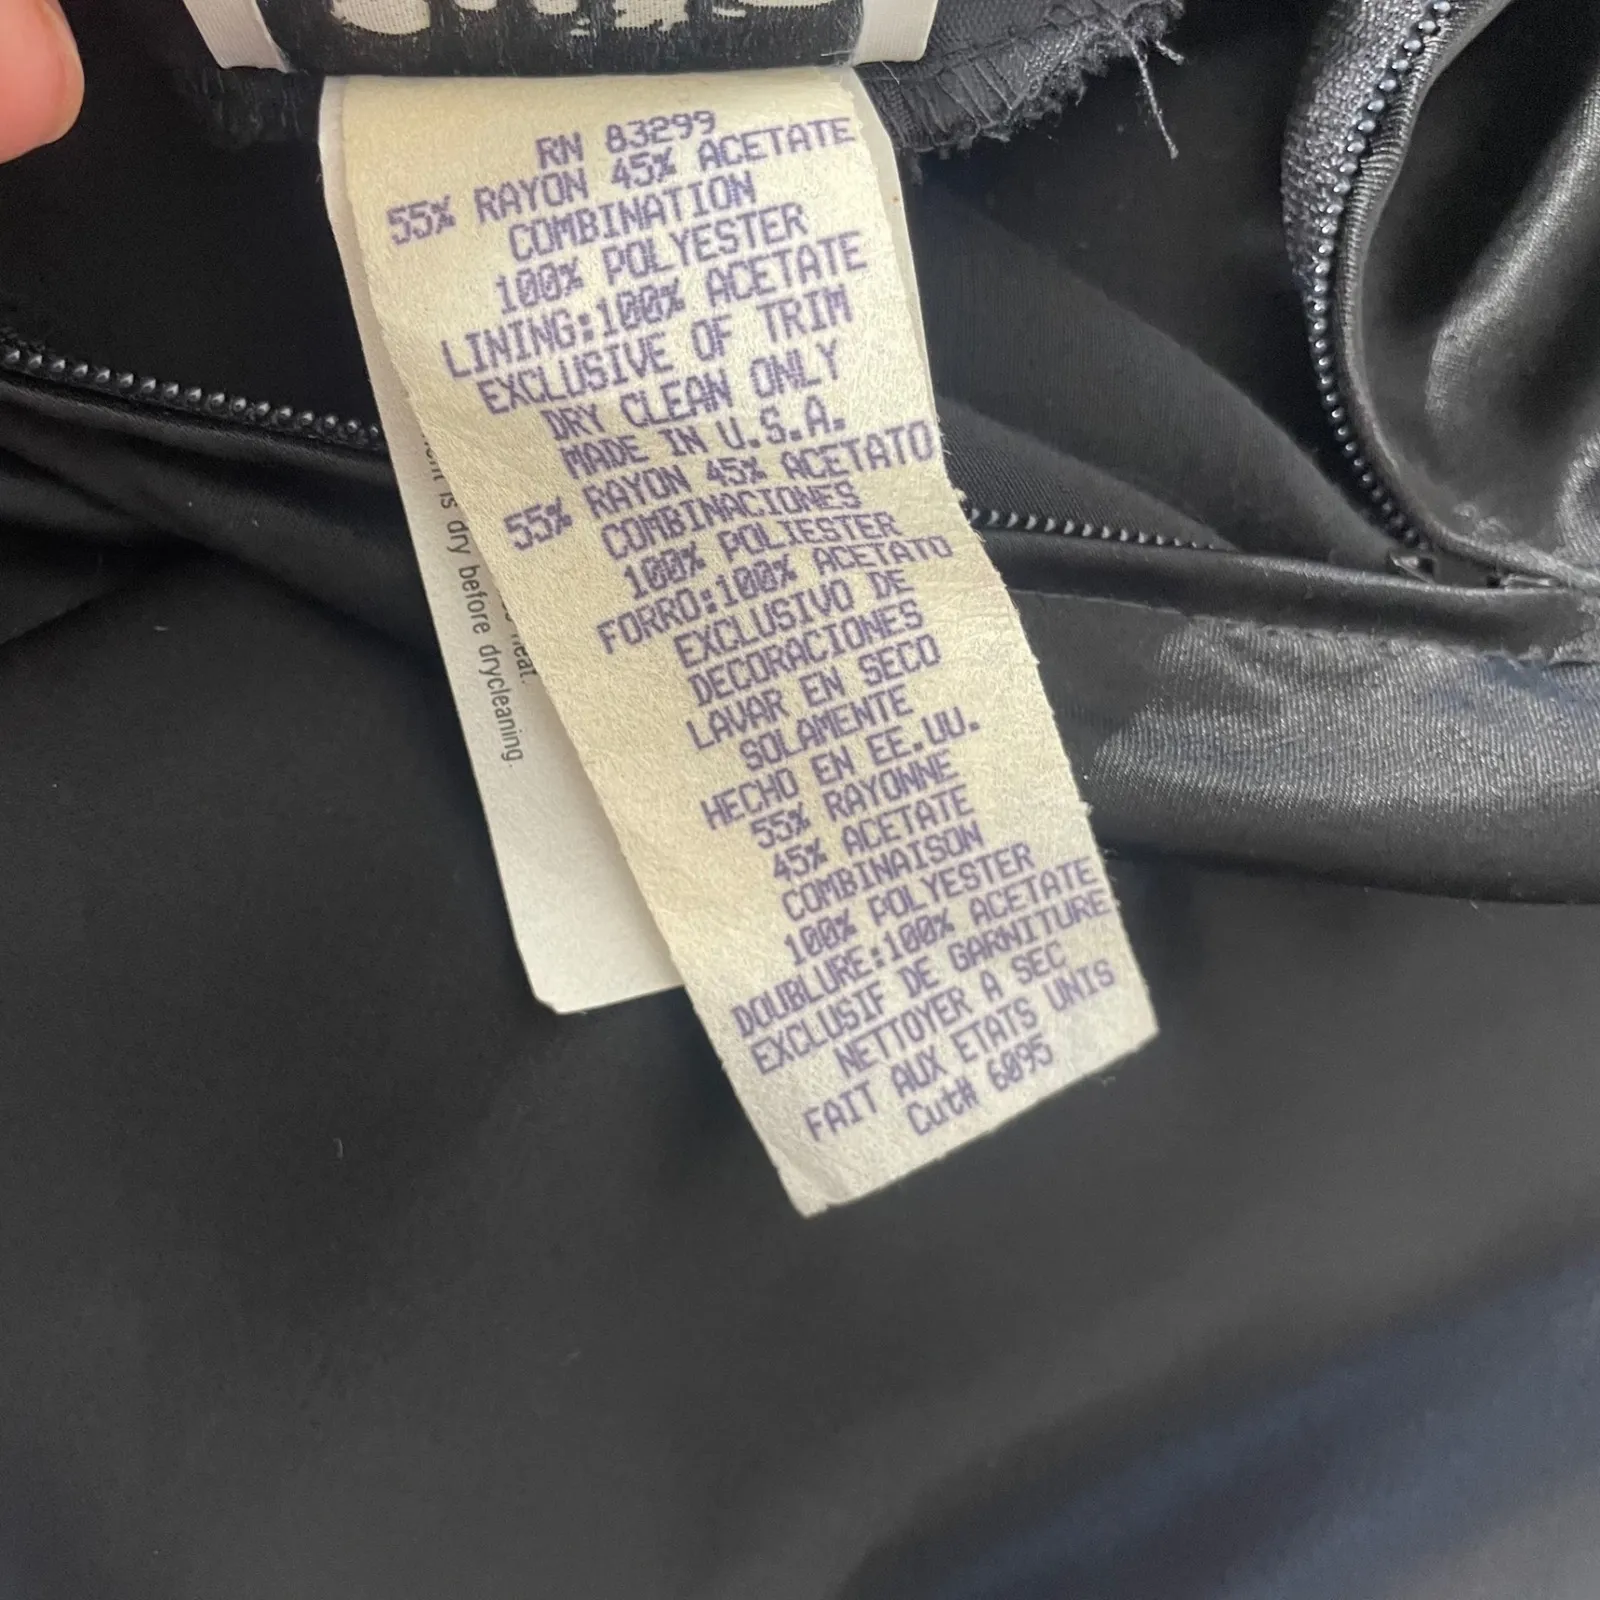 RN 83299
55% RAYON 45% ACETATE
COMBINATION
100% POLYESTER
LINING:100% ACETATE
EXCLUSIVE OF TRIM
DRY CLEAN ONLY
MADE IN U.S.A.
55% RAYON 45% ACETATO
COMBINACIONES
100% POLIESTER
FORRO:100% ACETATO
EXCLUSIVO DE
DECORACIONES
LAVAR EN SECO
SOLAMENTE
HECHO EN EE.UU.
55% RAYONNE
45% ACETATE
COMBINAISON
100% POLYESTER
DOUBLURE:100% ACETATE
EXCLUSIF DE GARNITURE
NETTOYER A SEC
FAIT AUX ETATS UNIS
Cut# 6095
is dry before drycleaning.
heat.